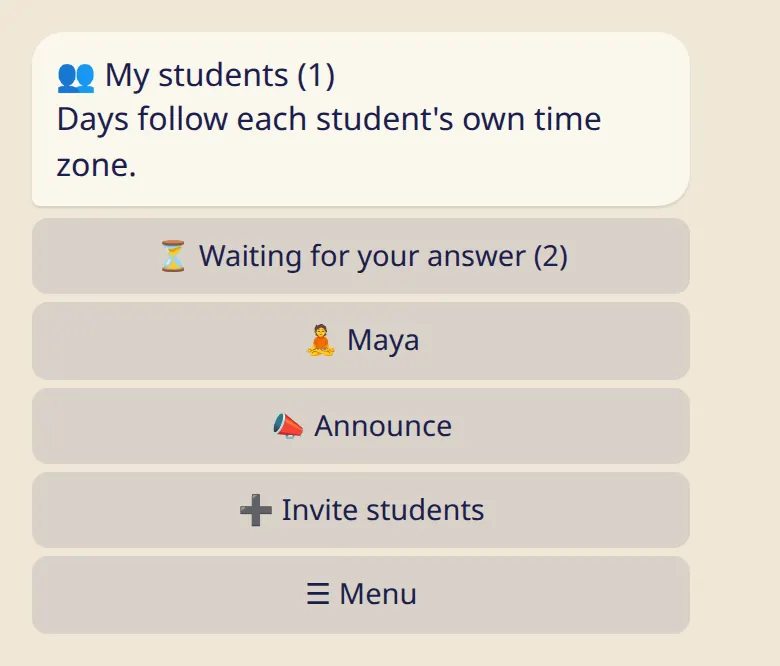 👥 My students (1)
Days follow each student's own time
zone.
⏳ Waiting for your answer (2)
🧘 Maya
📣 Announce
➕ Invite students
☰ Menu